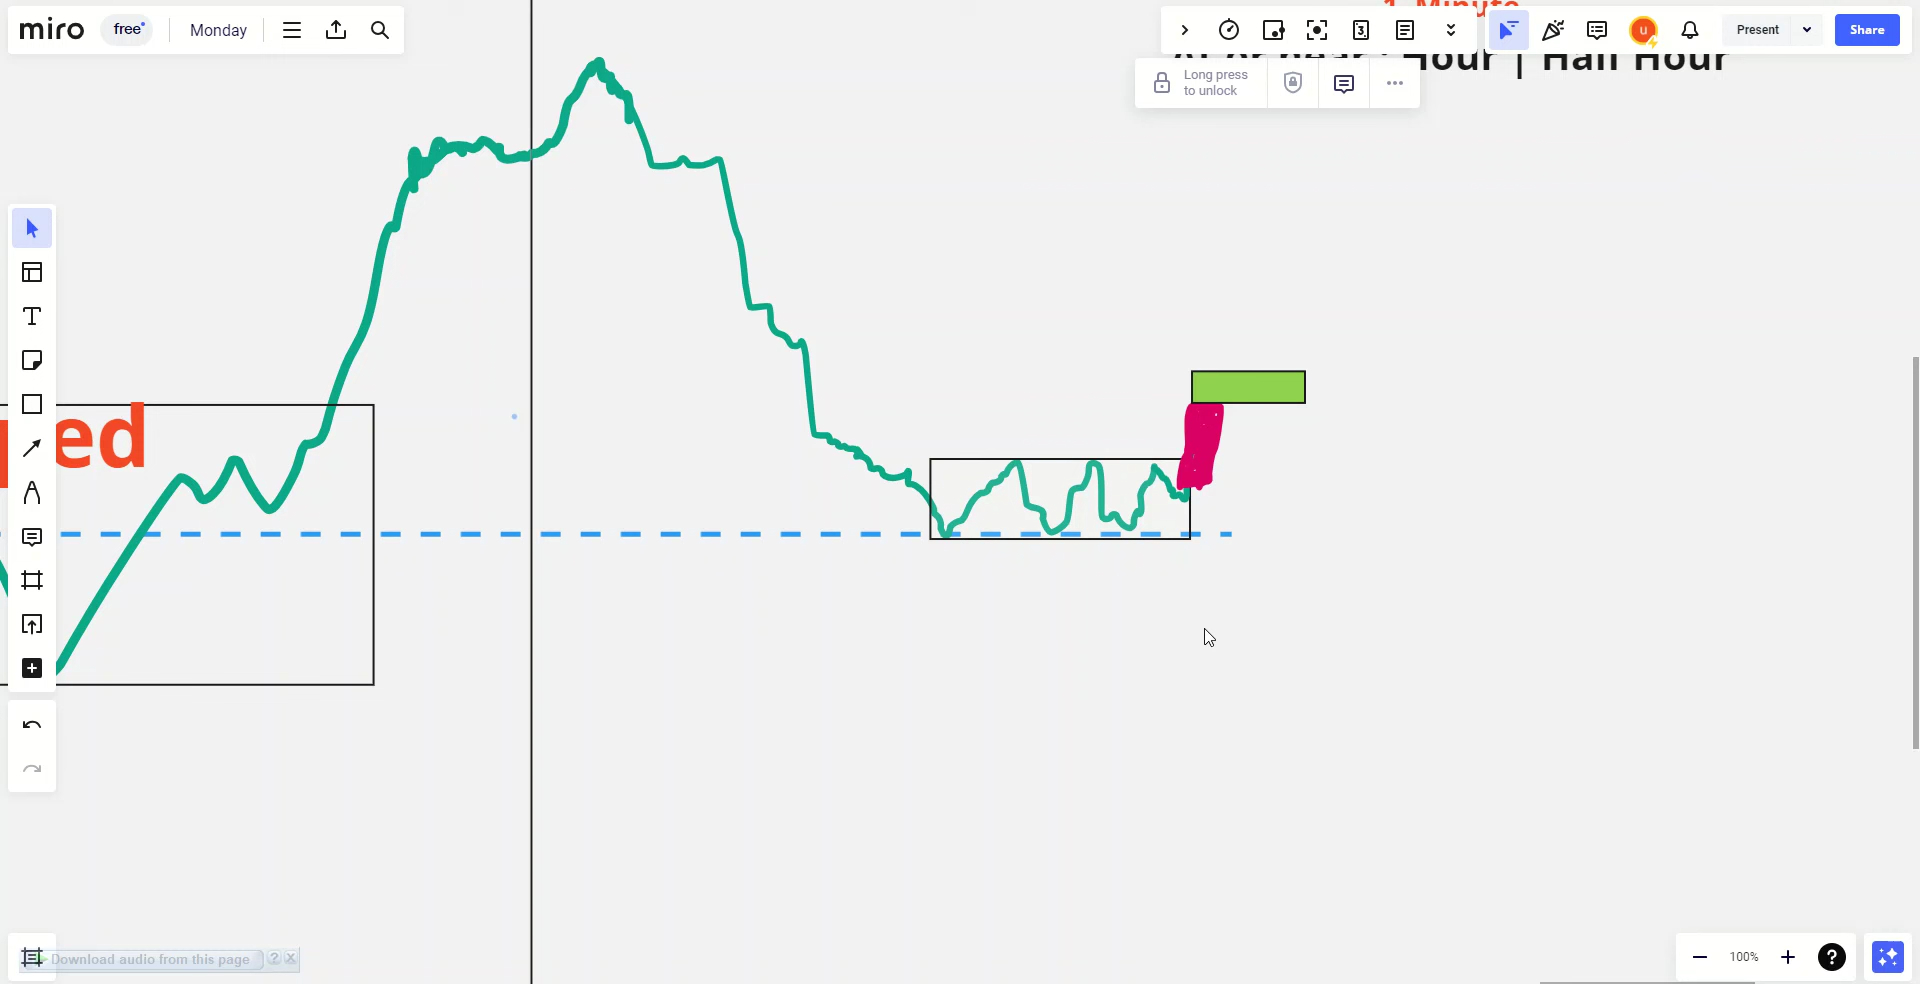 miro
free
Monday
Present
Share
Hour | Half Hour
Long press
to unlock
ed
Download audio from this page
?
x
100%
?